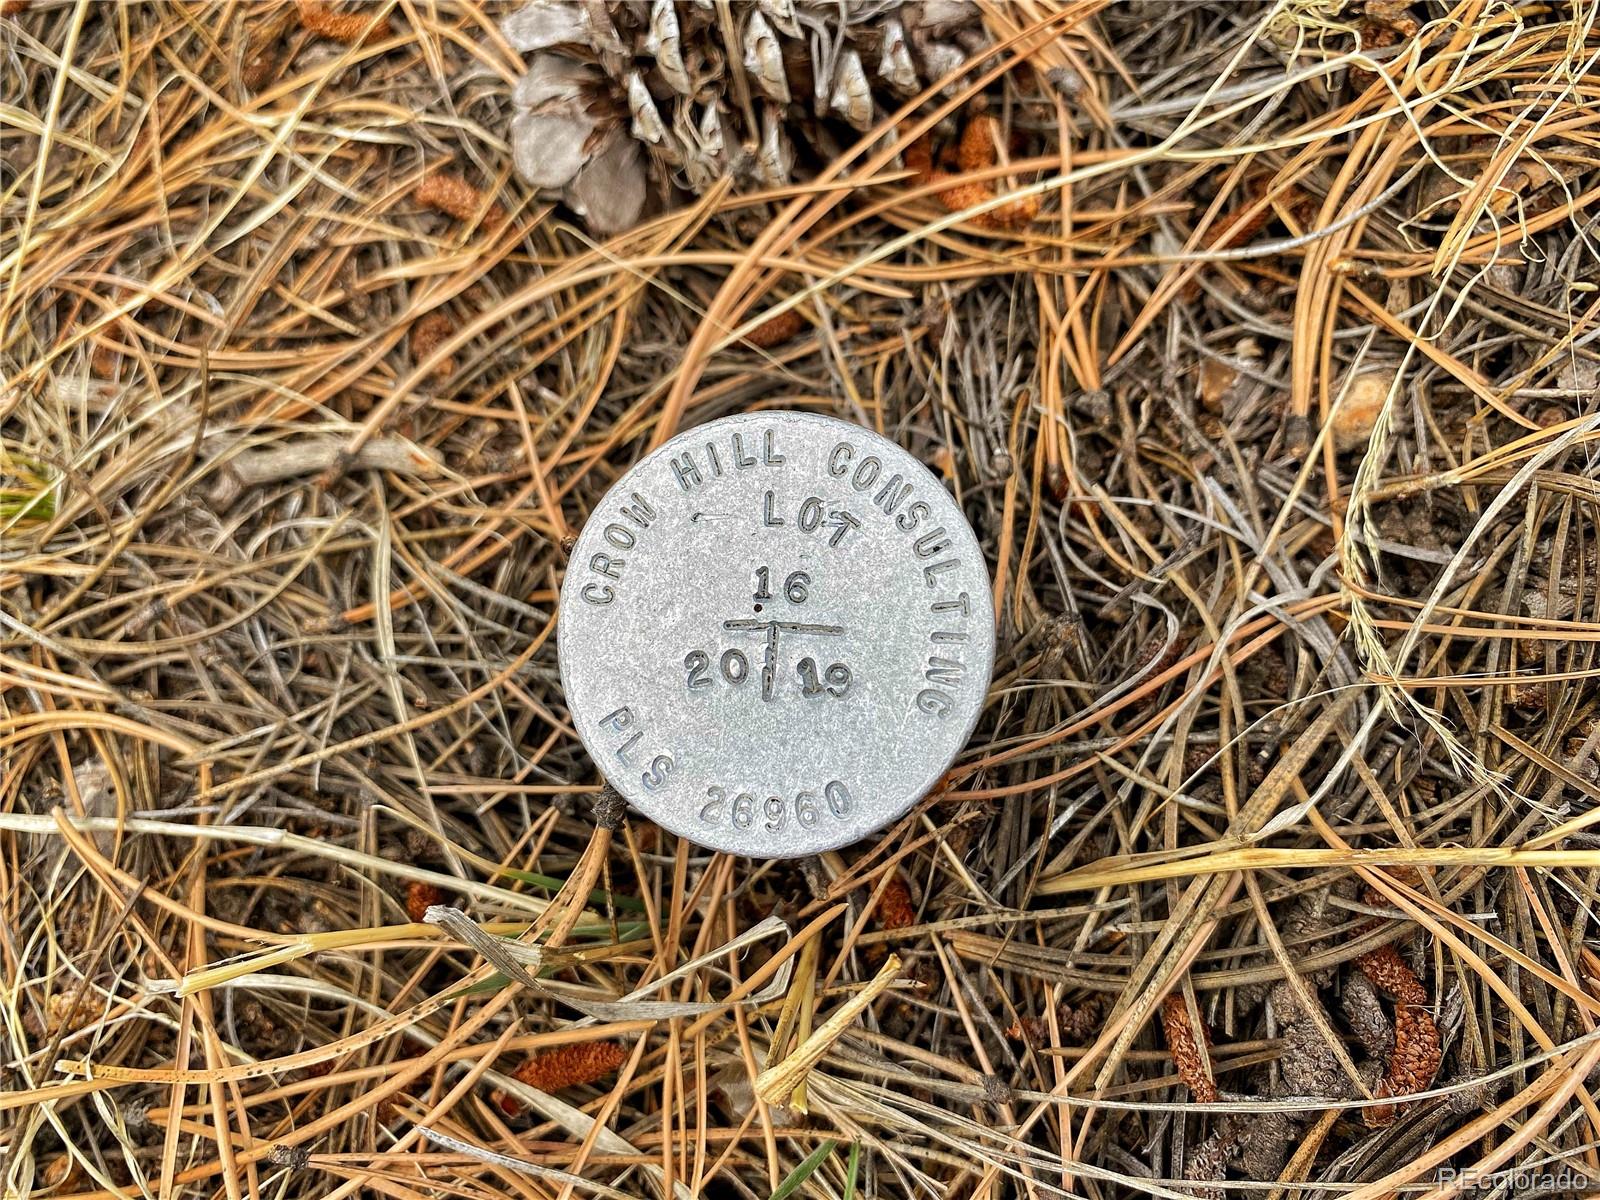 CROW HILL CONSULTING
LOT
16
20 19
PLS 26960
REcolorado